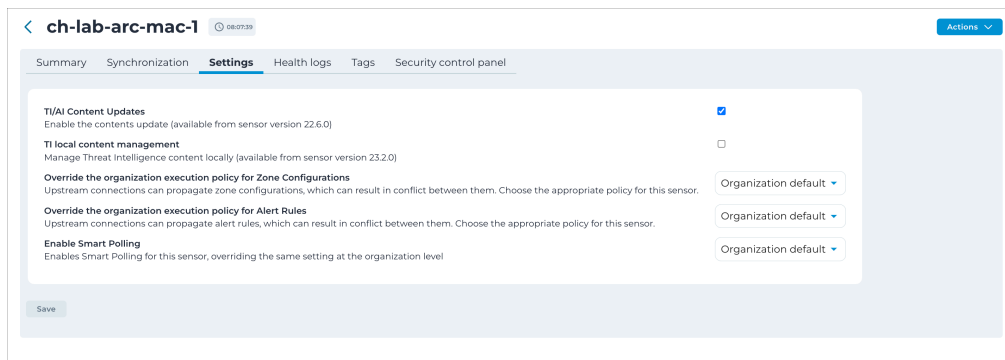 ch-lab-arc-mac-1
08:07:39
Actions
Summary Synchronization Settings Health logs Tags Security control panel
TI/AI Content Updates
Enable the contents update (available from sensor version 22.6.0)
TI local content management
Manage Threat Intelligence content locally (available from sensor version 23.2.0)
Override the organization execution policy for Zone Configurations
Upstream connections can propagate zone configurations, which can result in conflict between them. Choose the appropriate policy for this sensor.
Organization default
Override the organization execution policy for Alert Rules
Upstream connections can propagate alert rules, which can result in conflict between them. Choose the appropriate policy for this sensor.
Organization default
Enable Smart Polling
Enables Smart Polling for this sensor, overriding the same setting at the organization level
Organization default
Save